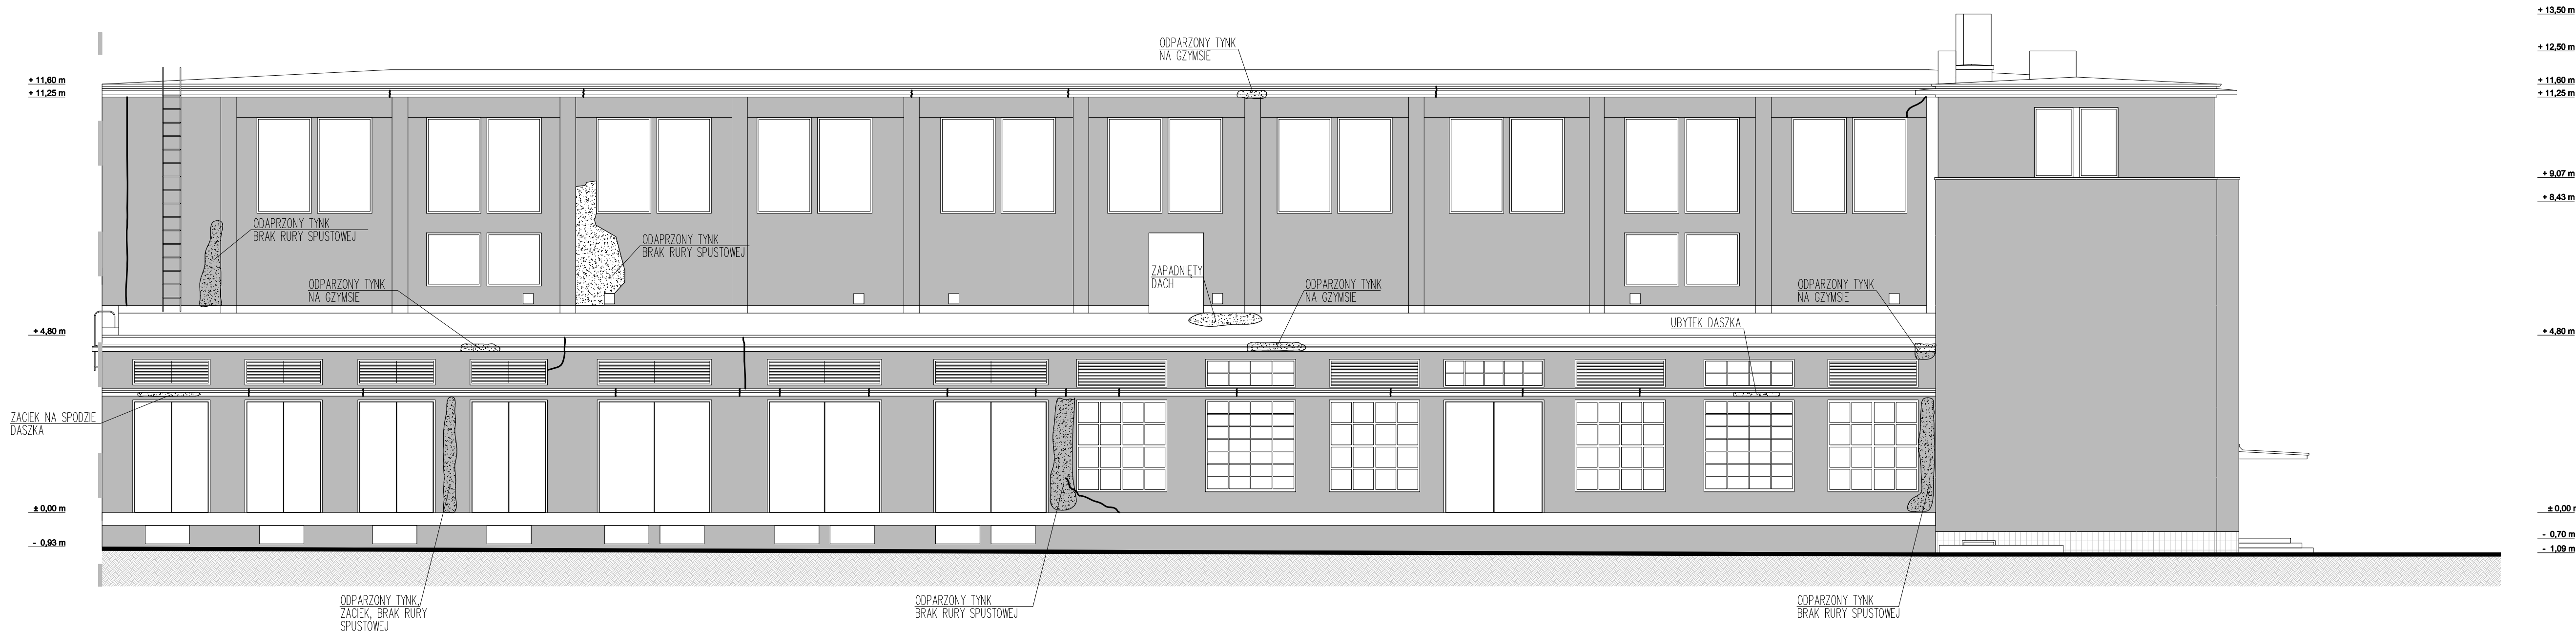 + 13,50 m
ODPARZONY TYNK
NA GZYMSIE
+ 12,50 m
+ 11,60 m
+ 11,60 m
+ 11,25 m
+ 11,25 m
+ 9,07 m
+ 8,43 m
ODAPRZONY TYNK
BRAK RURY SPUSTOWEJ
ODAPRZONY TYNK
BRAK RURY SPUSTOWEJ
ZAPADNIĘTY
DACH
ODPARZONY TYNK
NA GZYMSIE
ODPARZONY TYNK
NA GZYMSIE
ODPARZONY TYNK
NA GZYMSIE
UBYTEK DASZKA
+ 4,80 m
+ 4,80 m
ZACIEK NA SPODZIE
DASZKA
± 0,00 m
± 0,00 m
- 0,70 m
- 0,93 m
- 1,09 m
ODPARZONY TYNK,
ZACIEK, BRAK RURY
SPUSTOWEJ
ODPARZONY TYNK
BRAK RURY SPUSTOWEJ
ODPARZONY TYNK
BRAK RURY SPUSTOWEJ